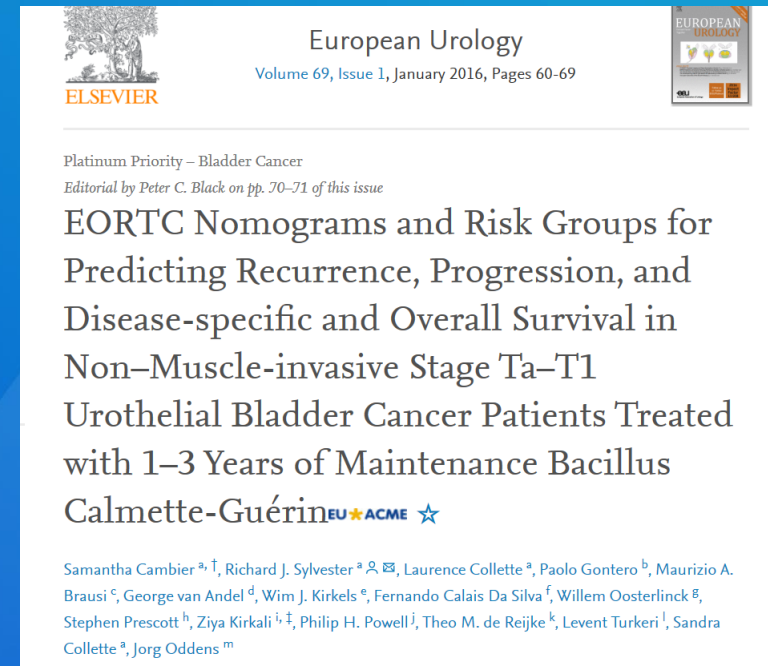 European Urology
EUROPEAN
UROLOGY
Volume 69, Issue 1, January 2016, Pages 60-69
ELSEVIER
Platinum Priority – Bladder Cancer
Editorial by Peter C. Black on pp. 70–71 of this issue
EORTC Nomograms and Risk Groups for
Predicting Recurrence, Progression, and
Disease-specific and Overall Survival in
Non–Muscle-invasive Stage Ta–T1
Urothelial Bladder Cancer Patients Treated
with 1–3 Years of Maintenance Bacillus
Calmette-Guérin EU★ACME ☆
Samantha Cambier a, †, Richard J. Sylvester a, Laurence Collette a, Paolo Gontero b, Maurizio A.
Brausi c, George van Andel d, Wim J. Kirkels e, Fernando Calais Da Silva f, Willem Oosterlinck g,
Stephen Prescott h, Ziya Kirkali i, ‡, Philip H. Powell j, Theo M. de Reijke k, Levent Turkeri l, Sandra
Collette a, Jorg Oddens m